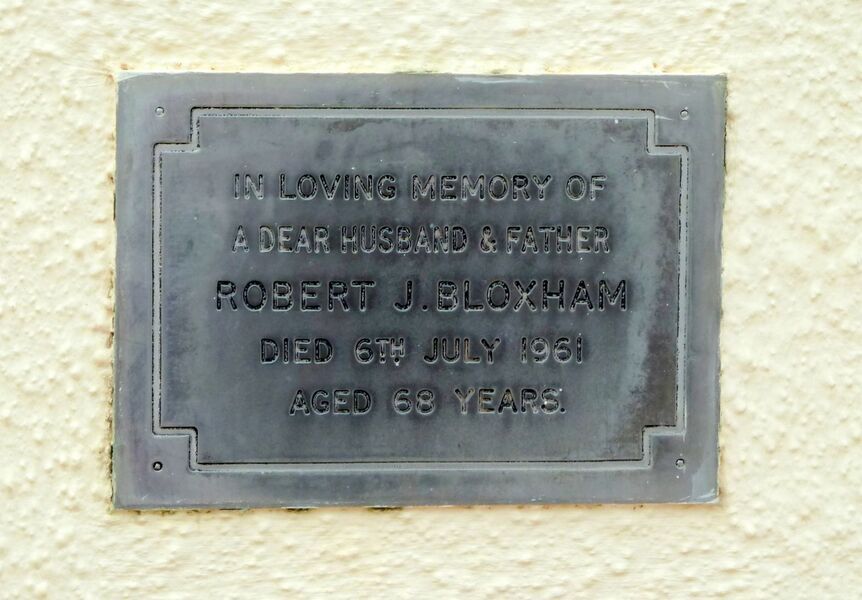 IN LOVING MEMORY OF
A DEAR HUSBAND & FATHER
ROBERT J. BLOXHAM
DIED 6TH JULY 1961
AGED 68 YEARS.